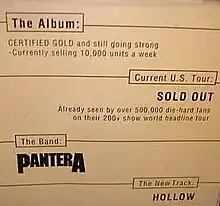 The Album:
CERTIFIED GOLD and still going strong
-Currently selling 10,000 units a week
Current U.S. Tour:
SOLD OUT
Already seen by over 500,000 die-hard fans
on their 200+ show world headline tour
The Band:
PANTERA
The New Track:
HOLLOW